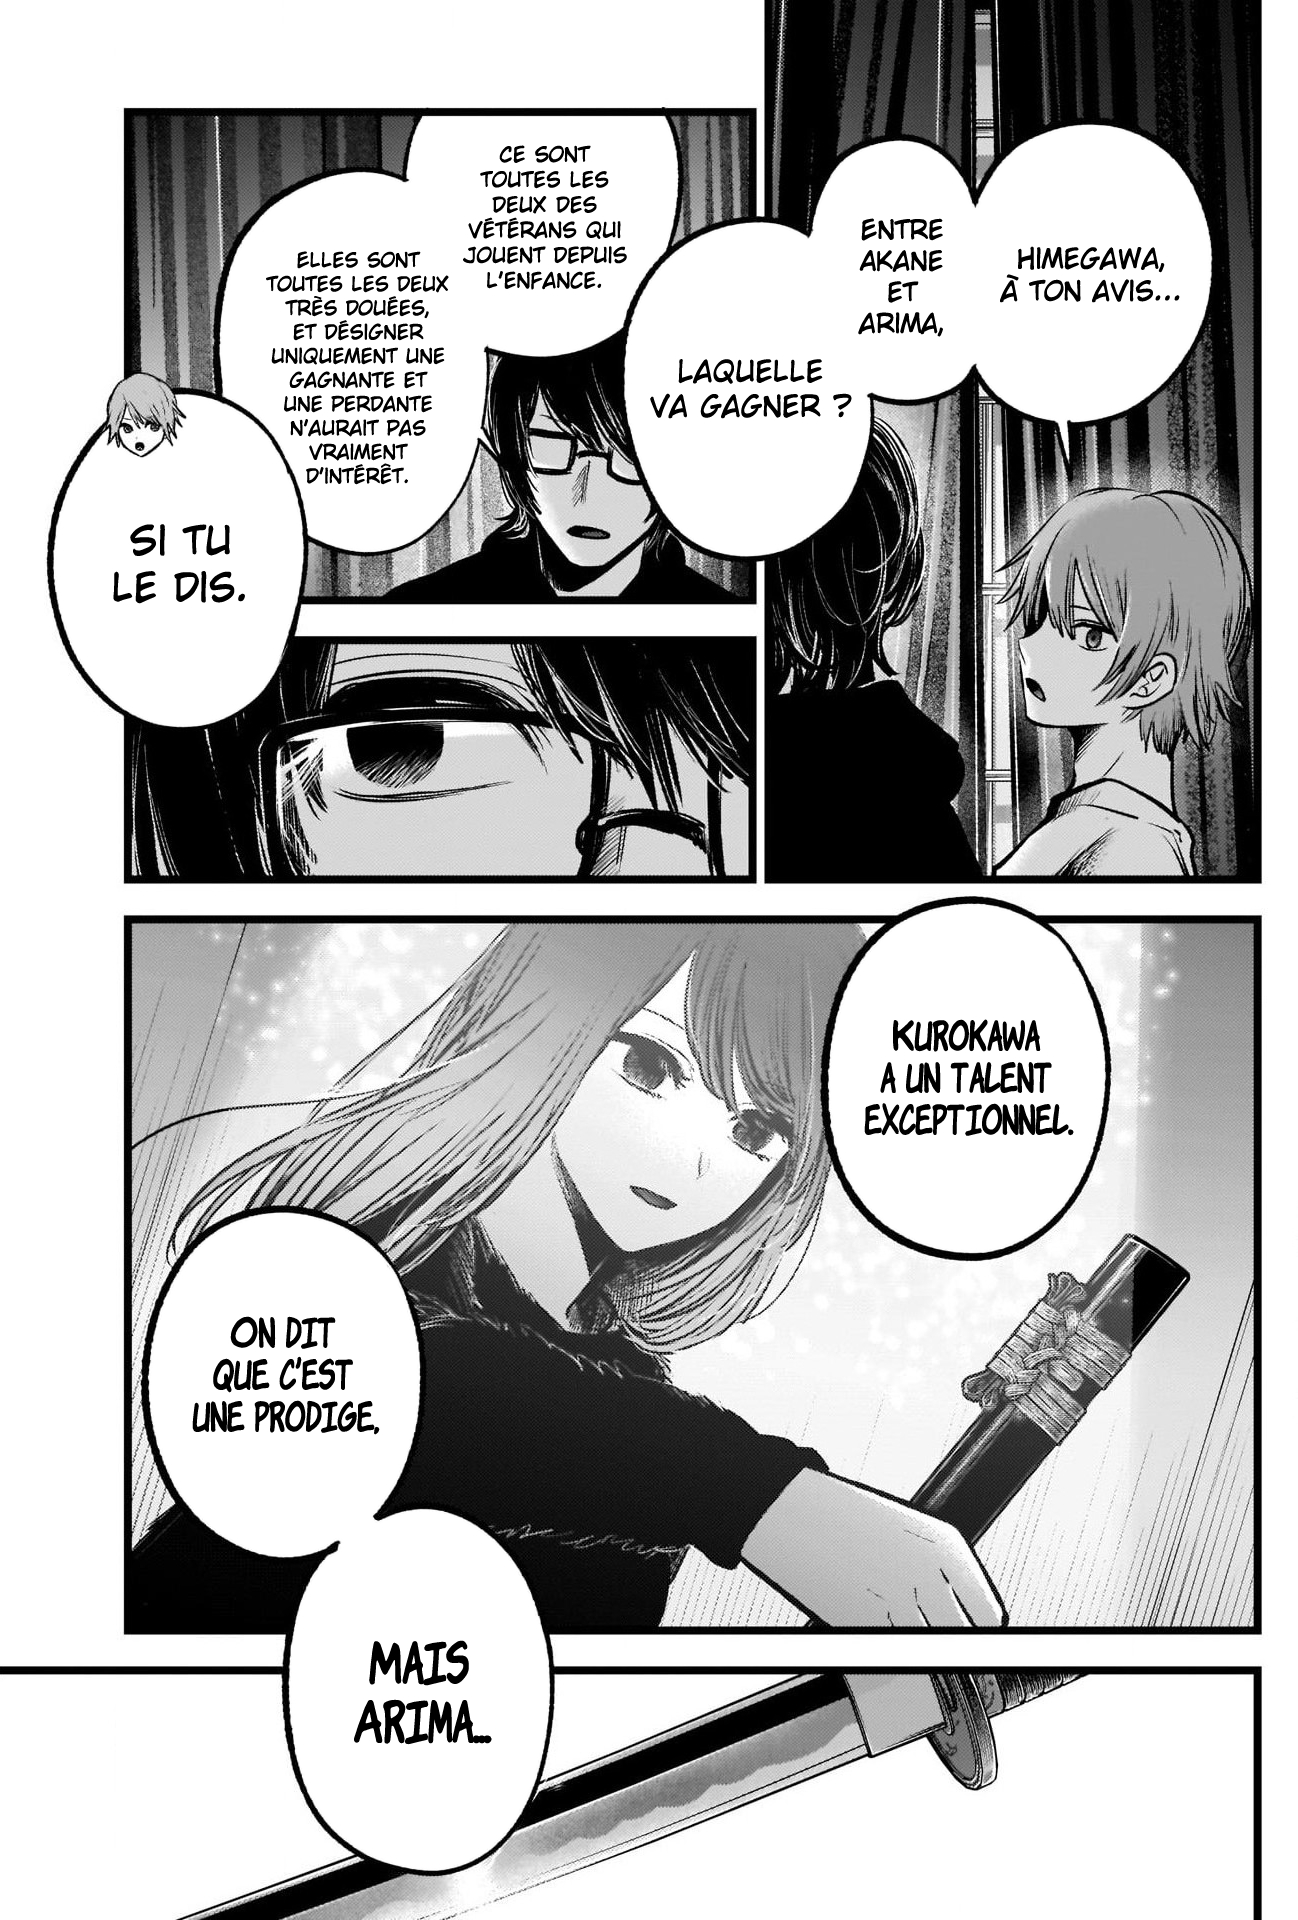 HIMEGAWA,
À TON AVIS...
ENTRE
AKANE
ET
ARIMA,
LAQUELLE
VA GAGNER ?
CE SONT
TOUTES LES
DEUX DES
VÉTÉRANS QUI
JOUENT DEPUIS
L'ENFANCE.
ELLES SONT
TOUTES LES DEUX
TRÈS DOUÉES,
ET DÉSIGNER
UNIQUEMENT UNE
GAGNANTE ET
UNE PERDANTE
N'AURAIT PAS
VRAIMENT
D'INTÉRÊT.
SI TU
LE DIS.
KUROKAWA
A UN TALENT
EXCEPTIONNEL.
ON DIT
QUE C'EST
UNE PRODIGE,
MAIS
ARIMA...